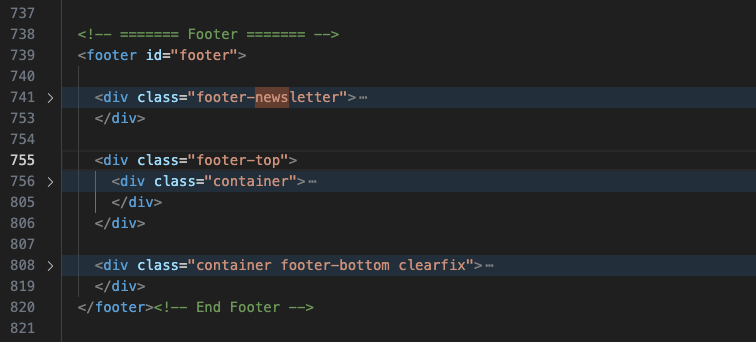 737
738 <!-- ======= Footer ======= -->
739 <footer id="footer">
740
741 > <div class="footer-newsletter">⋯
753 </div>
754
755 <div class="footer-top">
756 > <div class="container">⋯
805 </div>
806 </div>
807
808 > <div class="container footer-bottom clearfix">⋯
819 </div>
820 </footer><!-- End Footer -->
821